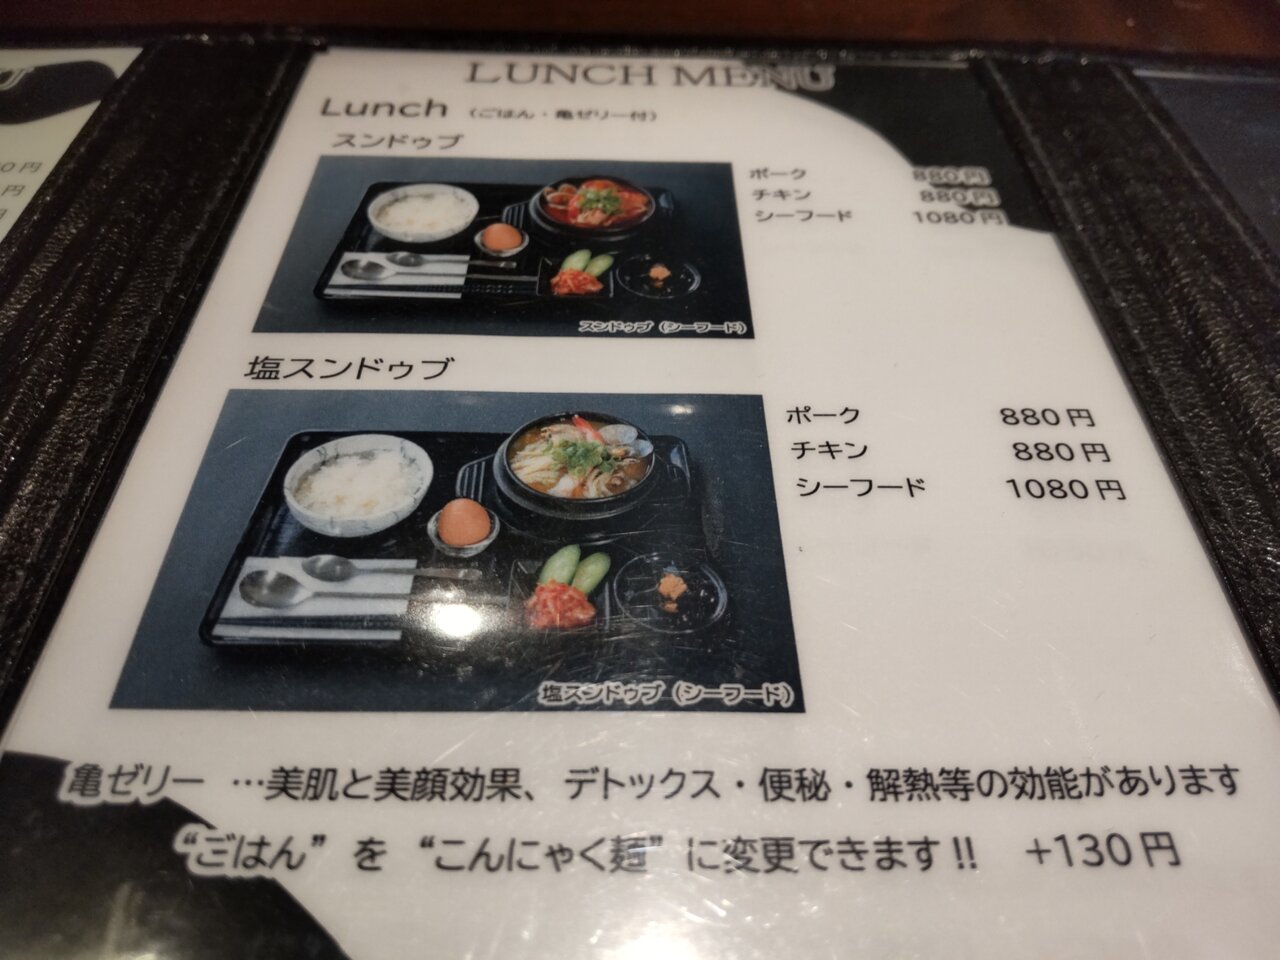 LUNCH MENU
Lunch （ごはん・亀ゼリー付）
スンドゥブ
ポーク 880円
チキン 880円
シーフード 1080円
スンドゥブ（シーフード）
塩スンドゥブ
ポーク 880円
チキン 880円
シーフード 1080円
塩スンドゥブ（シーフード）
亀ゼリー …美肌と美顔効果、デトックス・便秘・解熱等の効能があります
“ごはん” を “こんにゃく麺” に変更できます!! +130円
0円
円
円